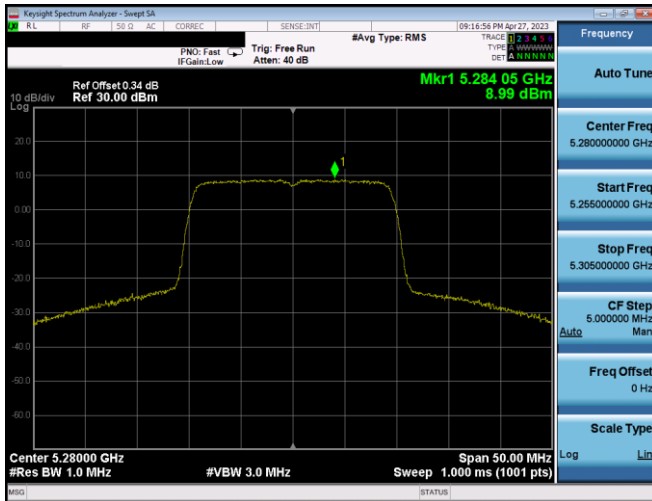 Keysight Spectrum Analyzer - Swept SA
RL RF 50 Ω AC CORREC SENSE:INT 09:16:56 PM Apr 27, 2023
#Avg Type: RMS
TRACE 1 2 3 4 5 6
TYPE A WWWWW
DET A N N N N N
PNO: Fast
IFGain:Low
Trig: Free Run
Atten: 40 dB
Mkr1 5.284 05 GHz
8.99 dBm
Ref Offset 0.34 dB
Ref 30.00 dBm
10 dB/div
Log
1
20.0
10.0
0.00
-10.0
-20.0
-30.0
-40.0
-50.0
-60.0
Center 5.28000 GHz
#Res BW 1.0 MHz
#VBW 3.0 MHz
Span 50.00 MHz
Sweep 1.000 ms (1001 pts)
MSG
STATUS
Frequency
Auto Tune
Center Freq
5.280000000 GHz
Start Freq
5.255000000 GHz
Stop Freq
5.305000000 GHz
CF Step
5.000000 MHz
Auto Man
Freq Offset
0 Hz
Scale Type
Log Lin